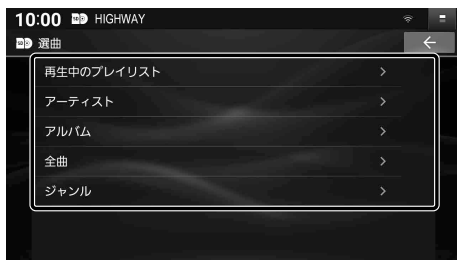 10:00 HIGHWAY
選曲
再生中のプレイリスト
アーティスト
アルバム
全曲
ジャンル